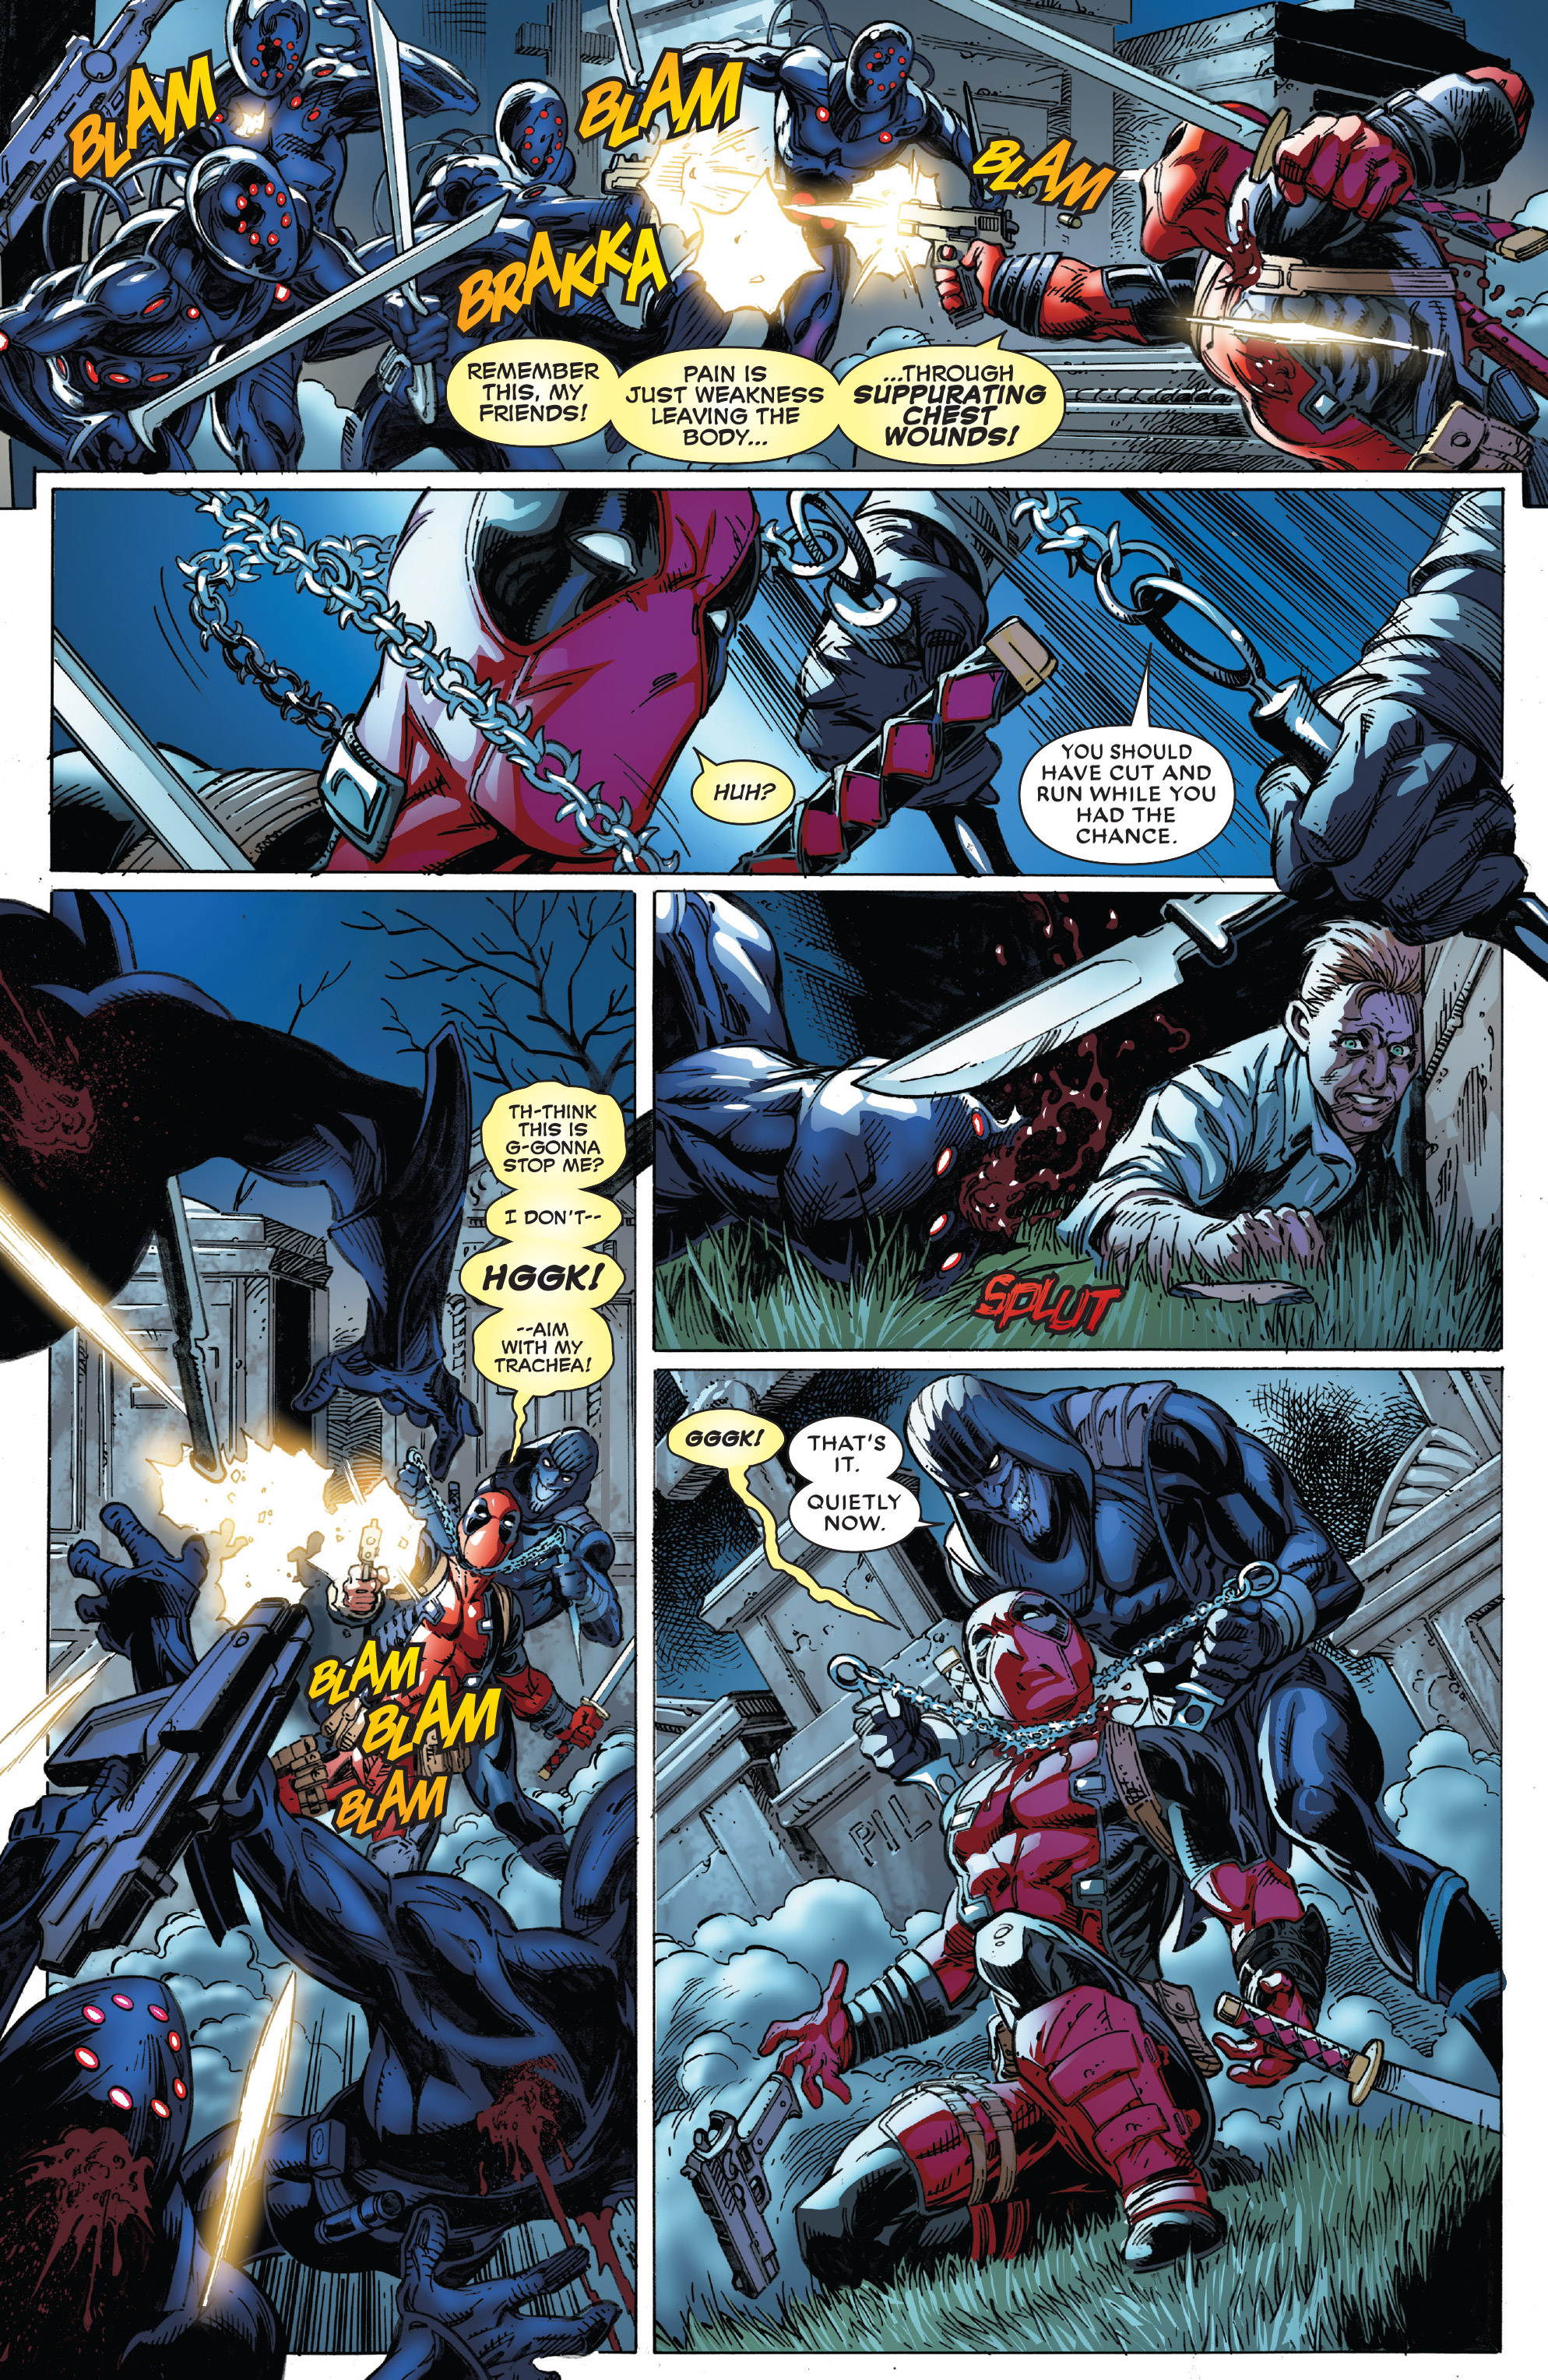 BLAM
BLAM
BLAM
BRAKKA
REMEMBER
THIS, MY
FRIENDS!
PAIN IS
JUST WEAKNESS
LEAVING THE
BODY...
...THROUGH
SUPPURATING
CHEST
WOUNDS!
HUH?
YOU SHOULD
HAVE CUT AND
RUN WHILE YOU
HAD THE
CHANCE.
TH-THINK
THIS IS
G-GONNA
STOP ME?
I DON'T--
HGGK!
--AIM
WITH MY
TRACHEA!
BLAM
BLAM
BLAM
SPLUT
GGGK!
THAT'S
IT.
QUIETLY
NOW.
PIL